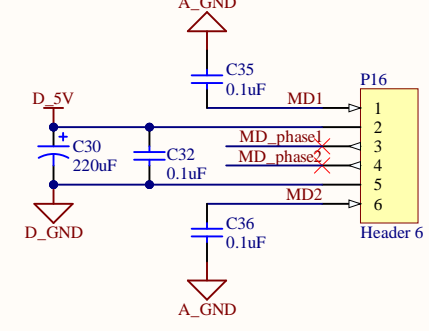 A_GND
C35
0.1uF
P16
MD1
1
D_5V
2
MD_phase1
3
C30
220uF
C32
0.1uF
MD_phase2
4
5
MD2
6
D_GND
C36
0.1uF
Header 6
A_GND